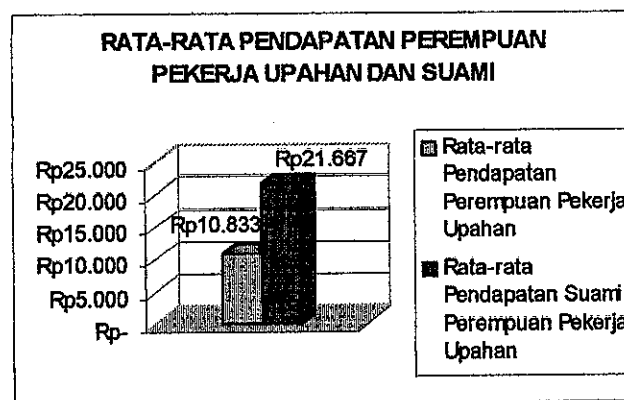 RATA-RATA PENDAPATAN PEREMPUAN
PEKERJA UPAHAN DAN SUAMI
Rp25.000
Rp20.000
Rp15.000
Rp10.000
Rp5.000
Rp-
Rp21.667
Rp10.833
Rata-rata
Pendapatan
Perempuan Pekerja
Upahan
Rata-rata
Pendapatan Suami
Perempuan Pekerja
Upahan